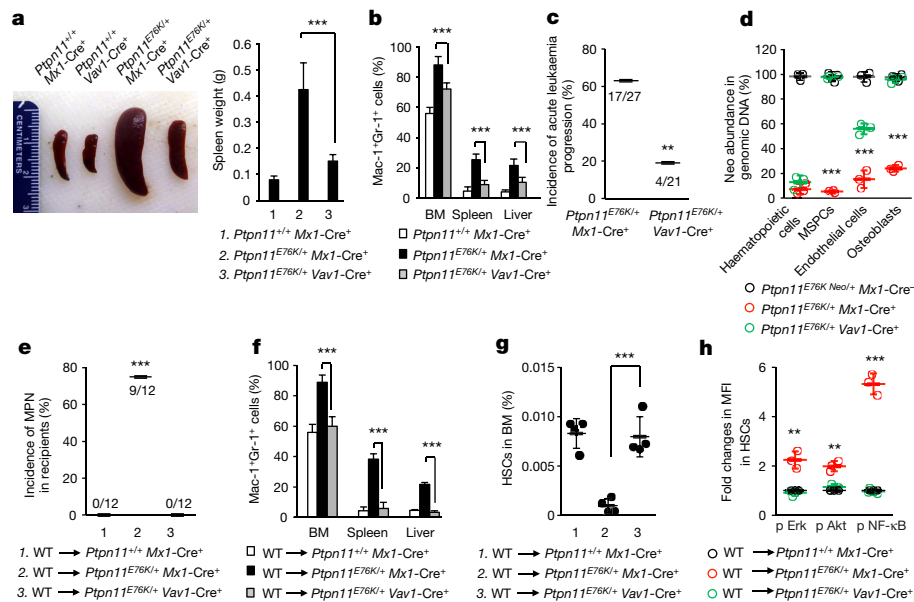 a
Ptpn11+/+
Mx1-Cre+
Ptpn11+/+
Vav1-Cre+
Ptpn11E76K/+
Mx1-Cre+
Ptpn11E76K/+
Vav1-Cre+
CENTIMETERS
1
2
3
Spleen weight (g)
0.6
0.5
0.4
0.3
0.2
0.1
0
***
1 2 3
1. Ptpn11+/+ Mx1-Cre+
2. Ptpn11E76K/+ Mx1-Cre+
3. Ptpn11E76K/+ Vav1-Cre+
b
Mac-1+Gr-1+ cells (%)
100
80
60
40
20
0
***
***
***
BM Spleen Liver
Ptpn11+/+ Mx1-Cre+
Ptpn11E76K/+ Mx1-Cre+
Ptpn11E76K/+ Vav1-Cre+
c
Incidence of acute leukaemia
progression (%)
80
60
40
20
0
17/27
**
4/21
Ptpn11E76K/+
Mx1-Cre+
Ptpn11E76K/+
Vav1-Cre+
d
Neo abundance in
genomic DNA (%)
120
100
80
60
40
20
0
***
***
***
Haematopoietic
cells
MSPCs
Endothelial cells
Osteoblasts
Ptpn11E76K Neo/+ Mx1-Cre−
Ptpn11E76K/+ Mx1-Cre+
Ptpn11E76K/+ Vav1-Cre+
e
Incidence of MPN
in recipients (%)
80
60
40
20
0
***
9/12
0/12
0/12
1 2 3
1. WT → Ptpn11+/+ Mx1-Cre+
2. WT → Ptpn11E76K/+ Mx1-Cre+
3. WT → Ptpn11E76K/+ Vav1-Cre+
f
Mac-1+Gr-1+ cells (%)
100
80
60
40
20
0
***
***
***
BM Spleen Liver
WT → Ptpn11+/+ Mx1-Cre+
WT → Ptpn11E76K/+ Mx1-Cre+
WT → Ptpn11E76K/+ Vav1-Cre+
g
HSCs in BM (%)
0.015
0.010
0.005
0
***
1 2 3
1. WT → Ptpn11+/+ Mx1-Cre+
2. WT → Ptpn11E76K/+ Mx1-Cre+
3. WT → Ptpn11E76K/+ Vav1-Cre+
h
Fold changes in MFI
in HSCs
6
4
2
0
**
**
***
p Erk p Akt p NF-κB
WT → Ptpn11+/+ Mx1-Cre+
WT → Ptpn11E76K/+ Mx1-Cre+
WT → Ptpn11E76K/+ Vav1-Cre+